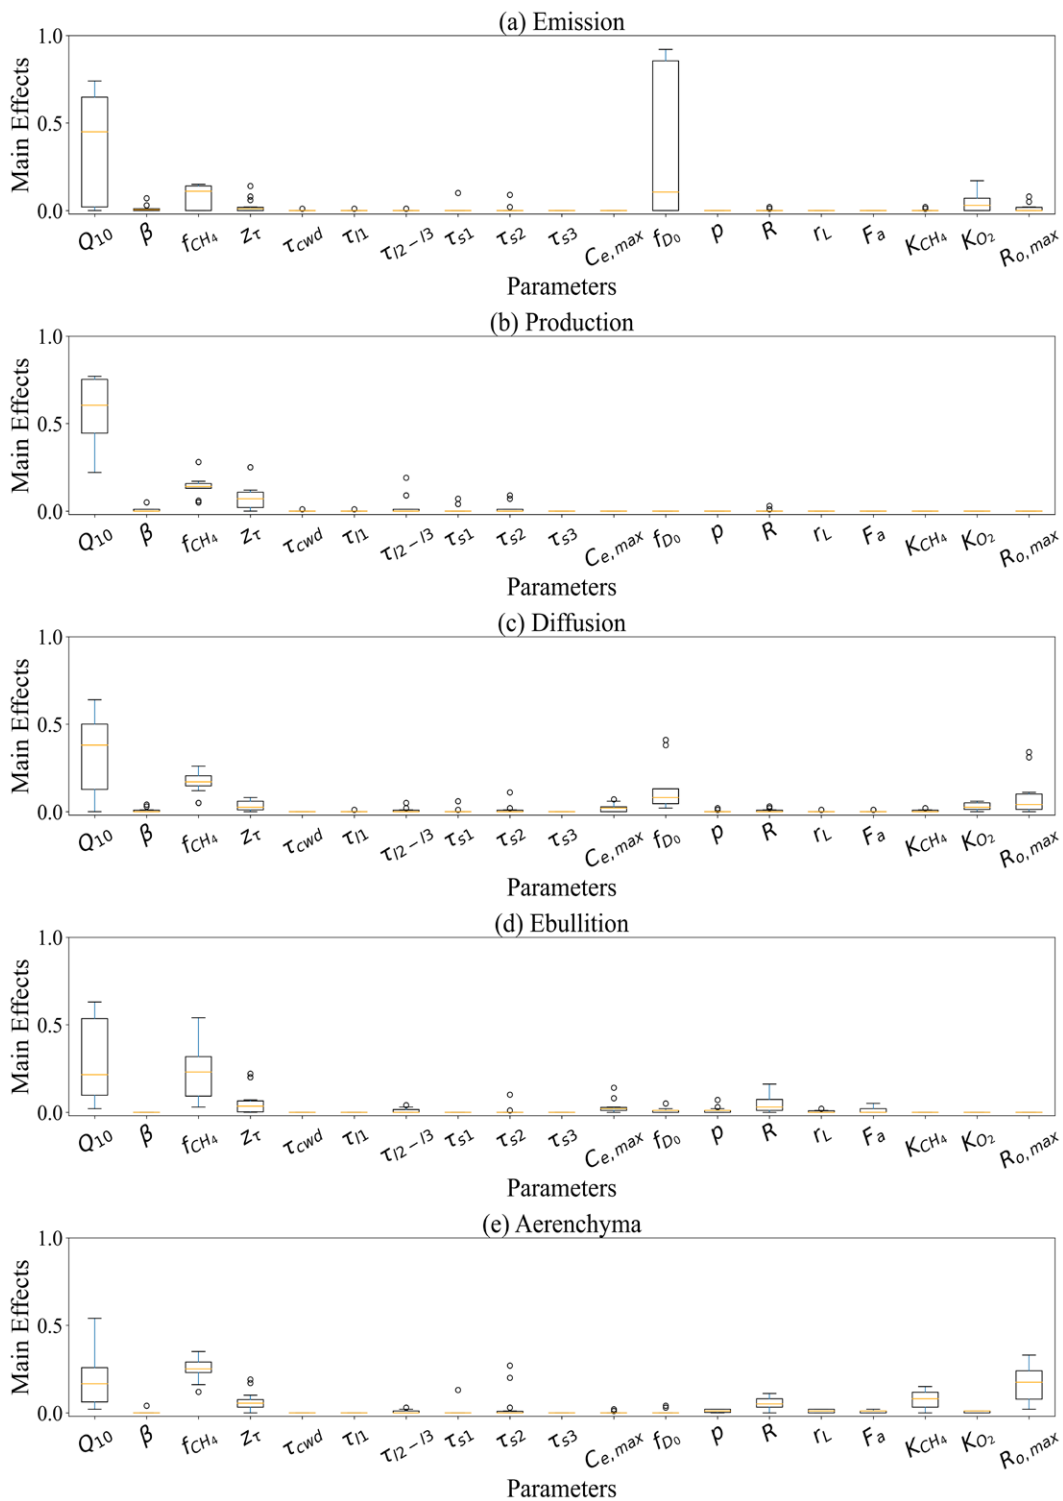 (a) Emission
Main Effects
1.0
0.5
0.0
Q10 β fCH4 zτ τcwd τl1 τl2−l3 τs1 τs2 τs3 Ce,max fD0 p R rL Fa KCH4 KO2 Ro,max
Parameters
(b) Production
Main Effects
1.0
0.5
0.0
Q10 β fCH4 zτ τcwd τl1 τl2−l3 τs1 τs2 τs3 Ce,max fD0 p R rL Fa KCH4 KO2 Ro,max
Parameters
(c) Diffusion
Main Effects
1.0
0.5
0.0
Q10 β fCH4 zτ τcwd τl1 τl2−l3 τs1 τs2 τs3 Ce,max fD0 p R rL Fa KCH4 KO2 Ro,max
Parameters
(d) Ebullition
Main Effects
1.0
0.5
0.0
Q10 β fCH4 zτ τcwd τl1 τl2−l3 τs1 τs2 τs3 Ce,max fD0 p R rL Fa KCH4 KO2 Ro,max
Parameters
(e) Aerenchyma
Main Effects
1.0
0.5
0.0
Q10 β fCH4 zτ τcwd τl1 τl2−l3 τs1 τs2 τs3 Ce,max fD0 p R rL Fa KCH4 KO2 Ro,max
Parameters